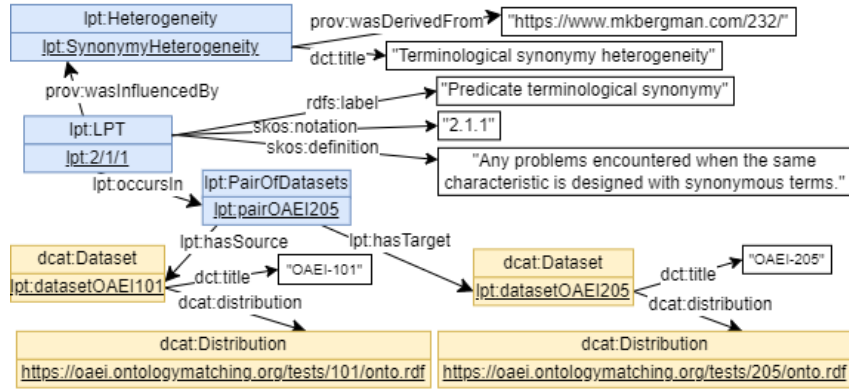 lpt:Heterogeneity
lpt:SynonymyHeterogeneity
prov:wasDerivedFrom
"https://www.mkbergman.com/232/"
dct:title
"Terminological synonymy heterogeneity"
prov:wasInfluencedBy
rdfs:label
"Predicate terminological synonymy"
lpt:LPT
lpt:2/1/1
skos:notation
"2.1.1"
skos:definition
"Any problems encountered when the same
characteristic is designed with synonymous terms."
lpt:occursIn
lpt:PairOfDatasets
lpt:pairOAEI205
lpt:hasSource
lpt:hasTarget
dcat:Dataset
lpt:datasetOAEI101
dct:title
"OAEI-101"
dcat:distribution
dcat:Dataset
lpt:datasetOAEI205
dct:title
"OAEI-205"
dcat:distribution
dcat:Distribution
https://oaei.ontologymatching.org/tests/101/onto.rdf
dcat:Distribution
https://oaei.ontologymatching.org/tests/205/onto.rdf